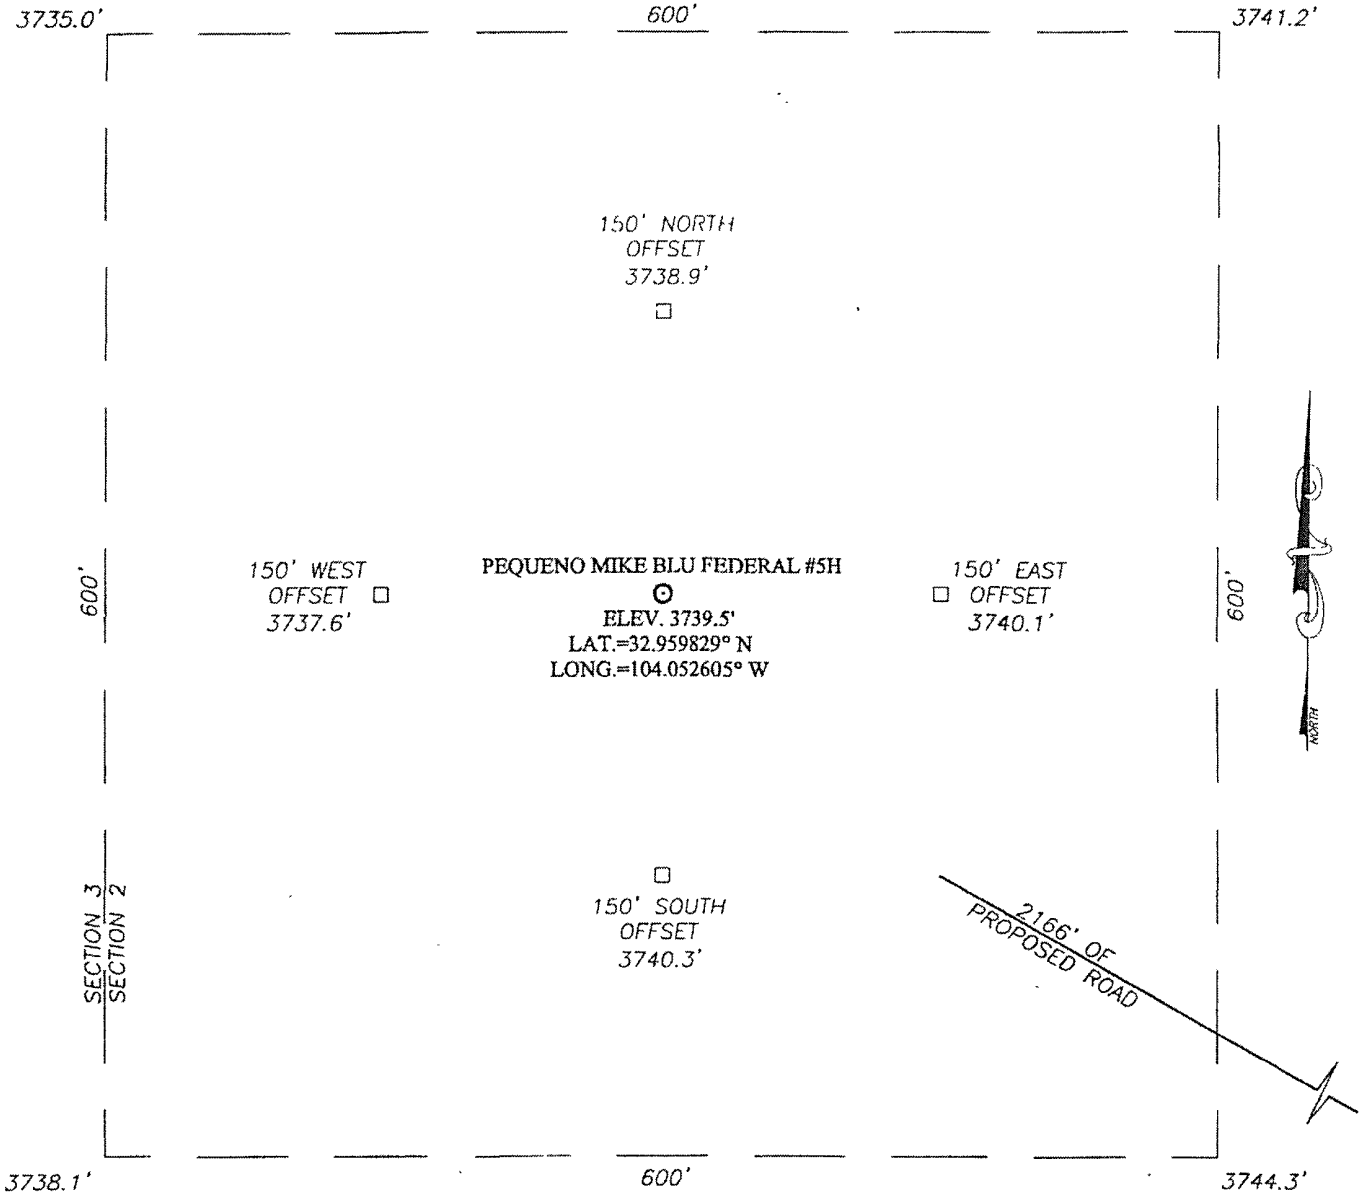 3735.0'
600'
3741.2'
150' NORTH
OFFSET
3738.9'
600'
150' WEST
OFFSET
3737.6'
PEQUENO MIKE BLU FEDERAL #5H
ELEV. 3739.5'
LAT.=32.959829° N
LONG.=104.052605° W
150' EAST
OFFSET
3740.1'
600'
NORTH
SECTION 3
SECTION 2
150' SOUTH
OFFSET
3740.3'
2166' OF
PROPOSED ROAD
3738.1'
600'
3744.3'